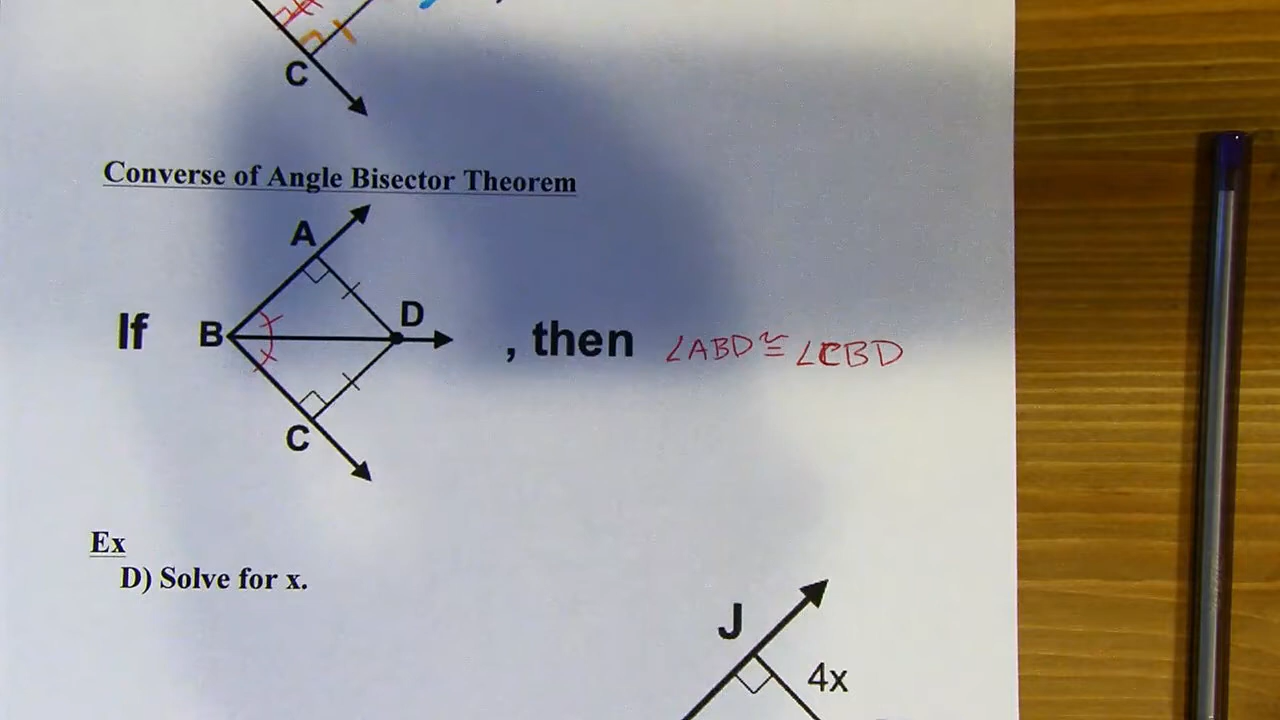 C
Converse of Angle Bisector Theorem
A
D
If B , then ∠ABD ≅ ∠CBD
C
Ex
D) Solve for x.
J
4x